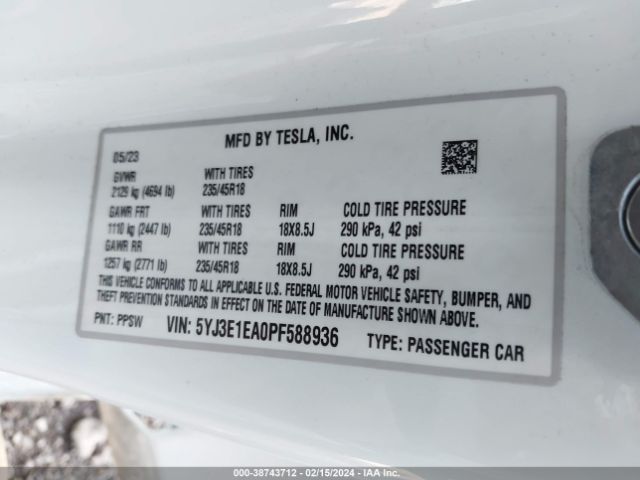 MFD BY TESLA, INC.
05/23
GVWR WITH TIRES
2129 kg (4694 lb) 235/45R18
GAWR FRT WITH TIRES RIM COLD TIRE PRESSURE
1110 kg (2447 lb) 235/45R18 18X8.5J 290 kPa, 42 psi
GAWR RR WITH TIRES RIM COLD TIRE PRESSURE
1257 kg (2771 lb) 235/45R18 18X8.5J 290 kPa, 42 psi
THIS VEHICLE CONFORMS TO ALL APPLICABLE U.S. FEDERAL MOTOR VEHICLE SAFETY, BUMPER, AND
THEFT PREVENTION STANDARDS IN EFFECT ON THE DATE OF MANUFACTURE SHOWN ABOVE.
PNT: PPSW VIN: 5YJ3E1EA0PF588936 TYPE: PASSENGER CAR
000-38743712 - 02/15/2024 - IAA Inc.